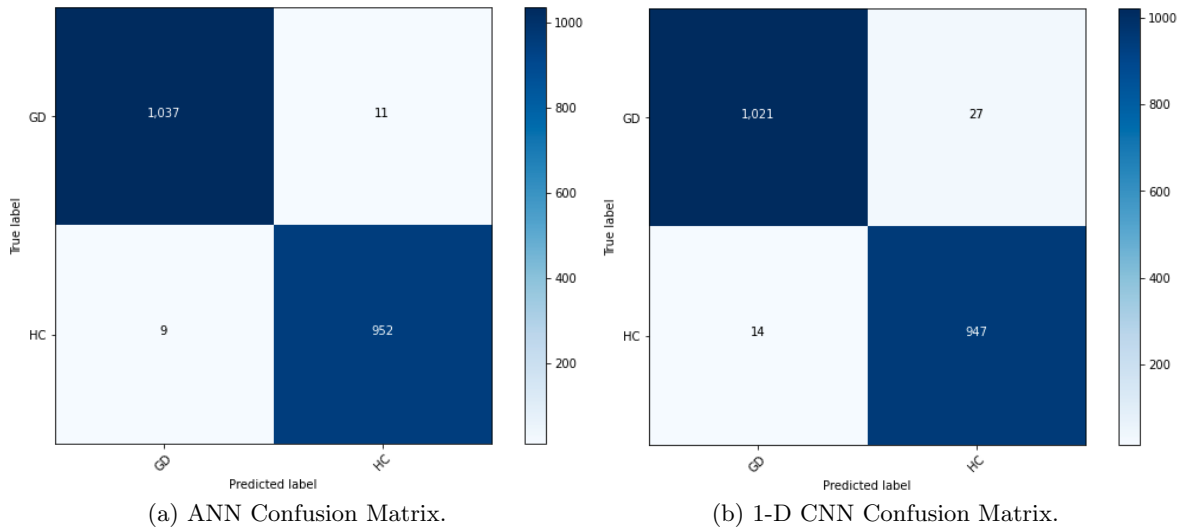 1000
800
600
400
200
GD
HC
True label
1,037
11
9
952
GD
HC
Predicted label
(a) ANN Confusion Matrix.
1000
800
600
400
200
GD
HC
True label
1,021
27
14
947
GD
HC
Predicted label
(b) 1-D CNN Confusion Matrix.